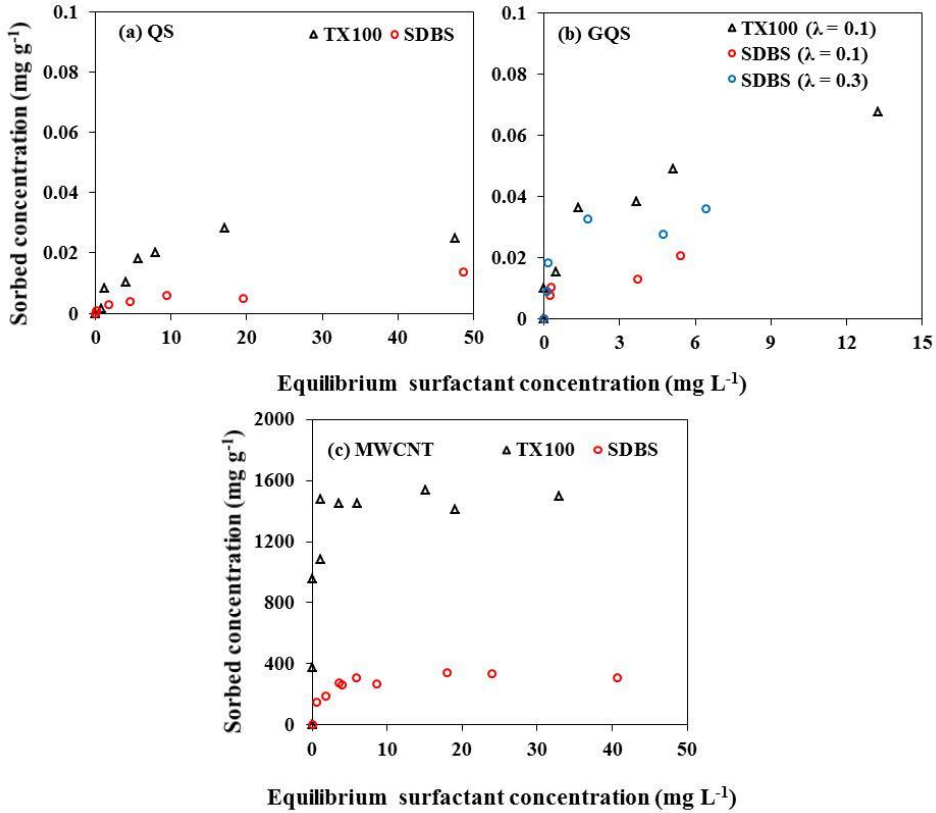 (a) QS
TX100 SDBS
0.1
0.08
0.06
0.04
0.02
0
0 10 20 30 40 50
Sorbed concentration (mg g-1)
(b) GQS
TX100 (λ = 0.1)
SDBS (λ = 0.1)
SDBS (λ = 0.3)
0.1
0.08
0.06
0.04
0.02
0
0 3 6 9 12 15
Equilibrium surfactant concentration (mg L-1)
(c) MWCNT
TX100 SDBS
2000
1600
1200
800
400
0
0 10 20 30 40 50
Sorbed concentration (mg g-1)
Equilibrium surfactant concentration (mg L-1)